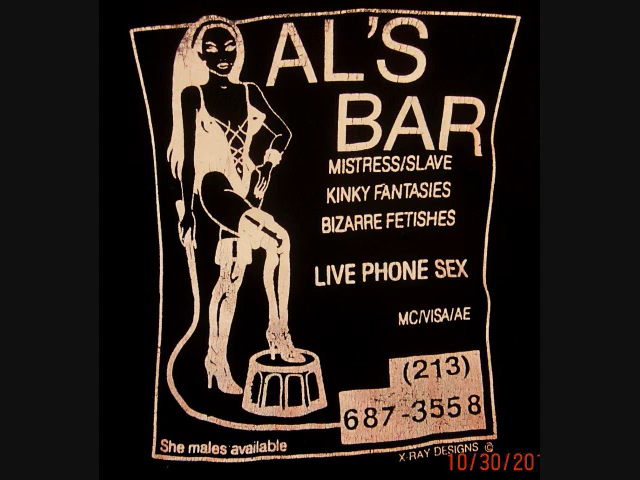 AL'S
BAR
MISTRESS/SLAVE
KINKY FANTASIES
BIZARRE FETISHES
LIVE PHONE SEX
MC/VISA/AE
(213)
687-3558
She males available
X-RAY DESIGNS ©
10/30/20